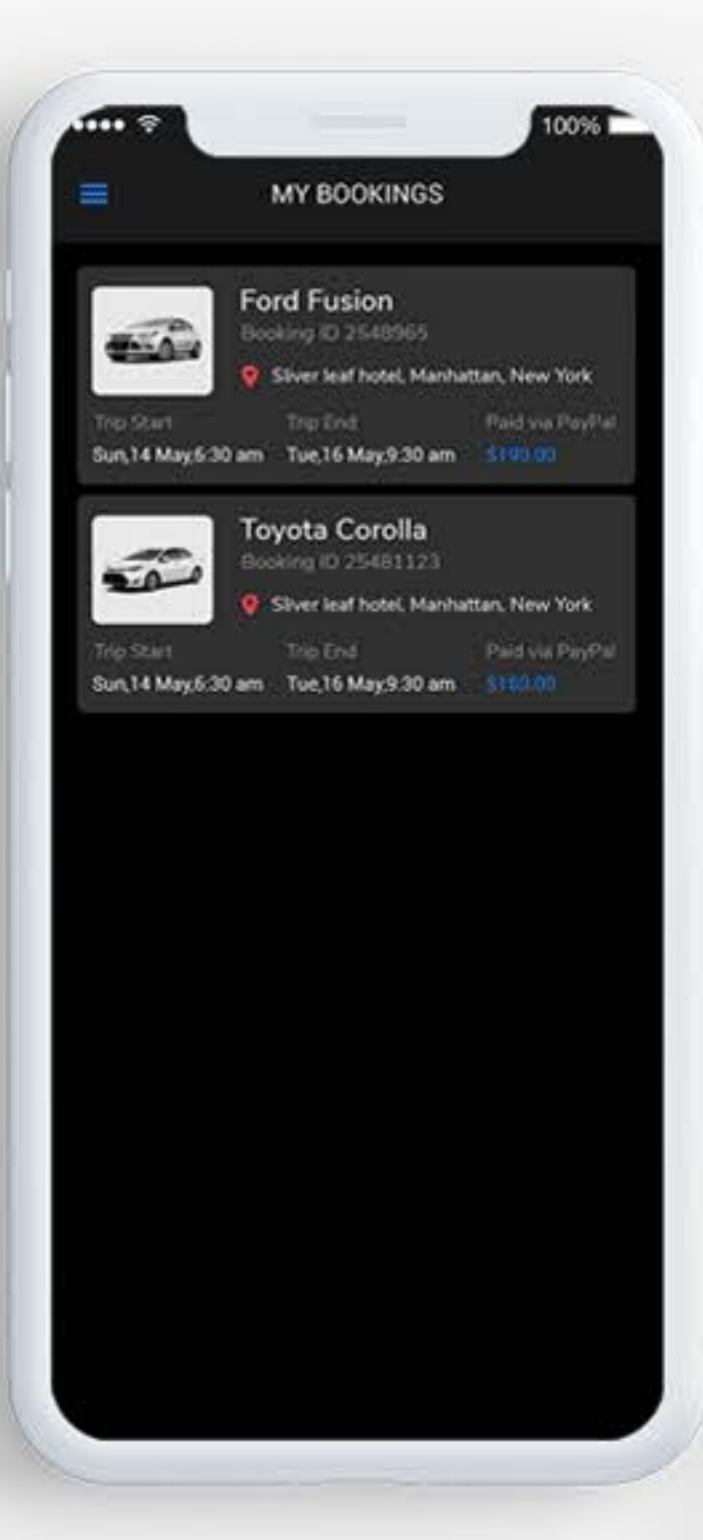 100%
MY BOOKINGS
Ford Fusion
Booking ID 2548965
Sliver leaf hotel, Manhattan, New York
Trip Start Trip End Paid via PayPal
Sun,14 May,6:30 am Tue,16 May,9:30 am $190.00
Toyota Corolla
Booking ID 25481123
Sliver leaf hotel, Manhattan, New York
Trip Start Trip End Paid via PayPal
Sun,14 May,6:30 am Tue,16 May,9:30 am $160.00